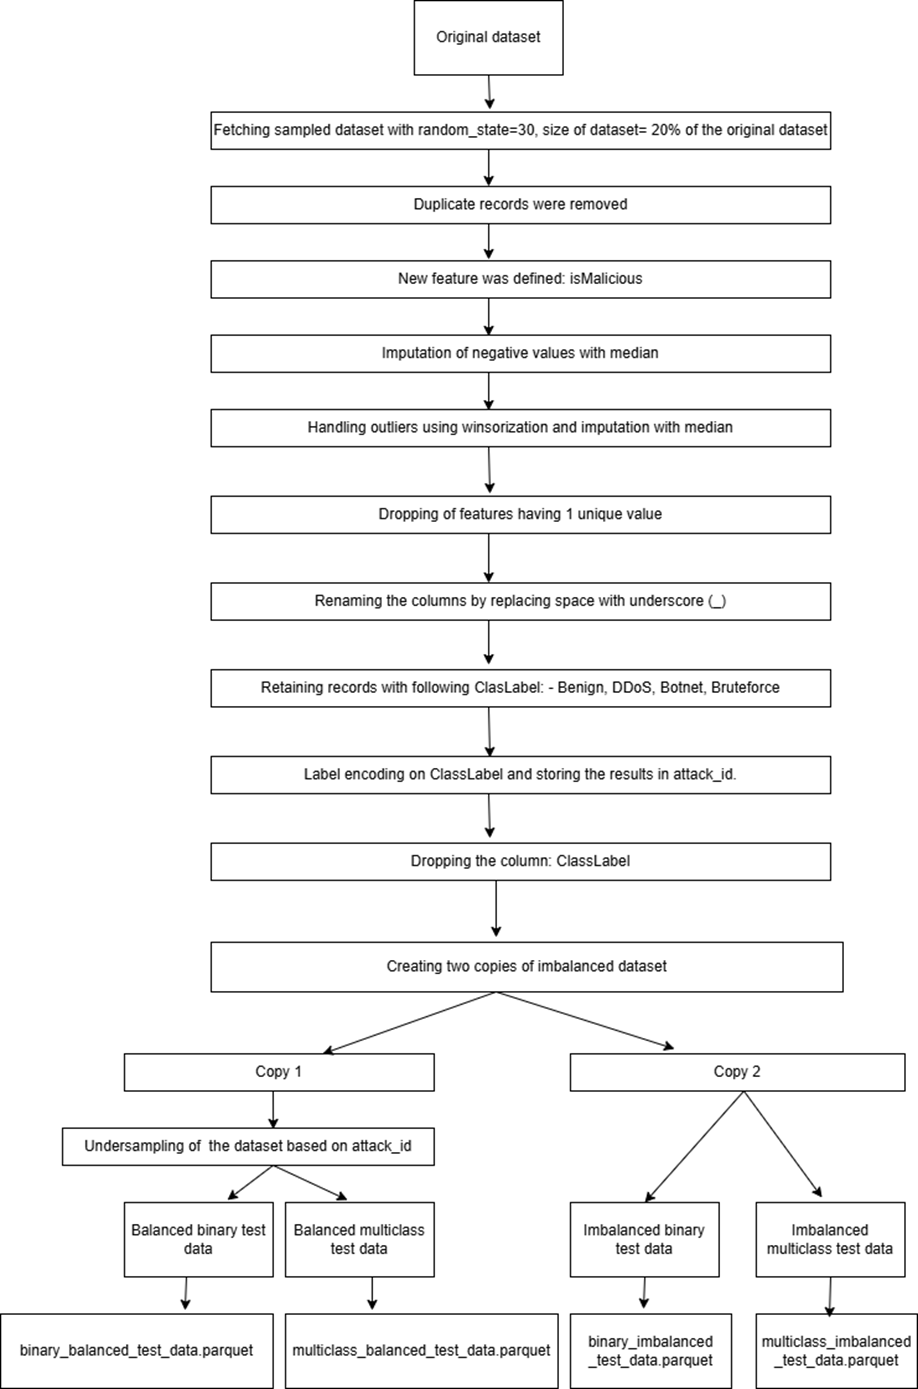 Original dataset
Fetching sampled dataset with random_state=30, size of dataset= 20% of the original dataset
Duplicate records were removed
New feature was defined: isMalicious
Imputation of negative values with median
Handling outliers using winsorization and imputation with median
Dropping of features having 1 unique value
Renaming the columns by replacing space with underscore (_)
Retaining records with following ClasLabel: - Benign, DDoS, Botnet, Bruteforce
Label encoding on ClassLabel and storing the results in attack_id.
Dropping the column: ClassLabel
Creating two copies of imbalanced dataset
Copy 1
Copy 2
Undersampling of  the dataset based on attack_id
Balanced binary test
data
Balanced multiclass
test data
Imbalanced binary
test data
Imbalanced
multiclass test data
binary_balanced_test_data.parquet
multiclass_balanced_test_data.parquet
binary_imbalanced
_test_data.parquet
multiclass_imbalanced
_test_data.parquet